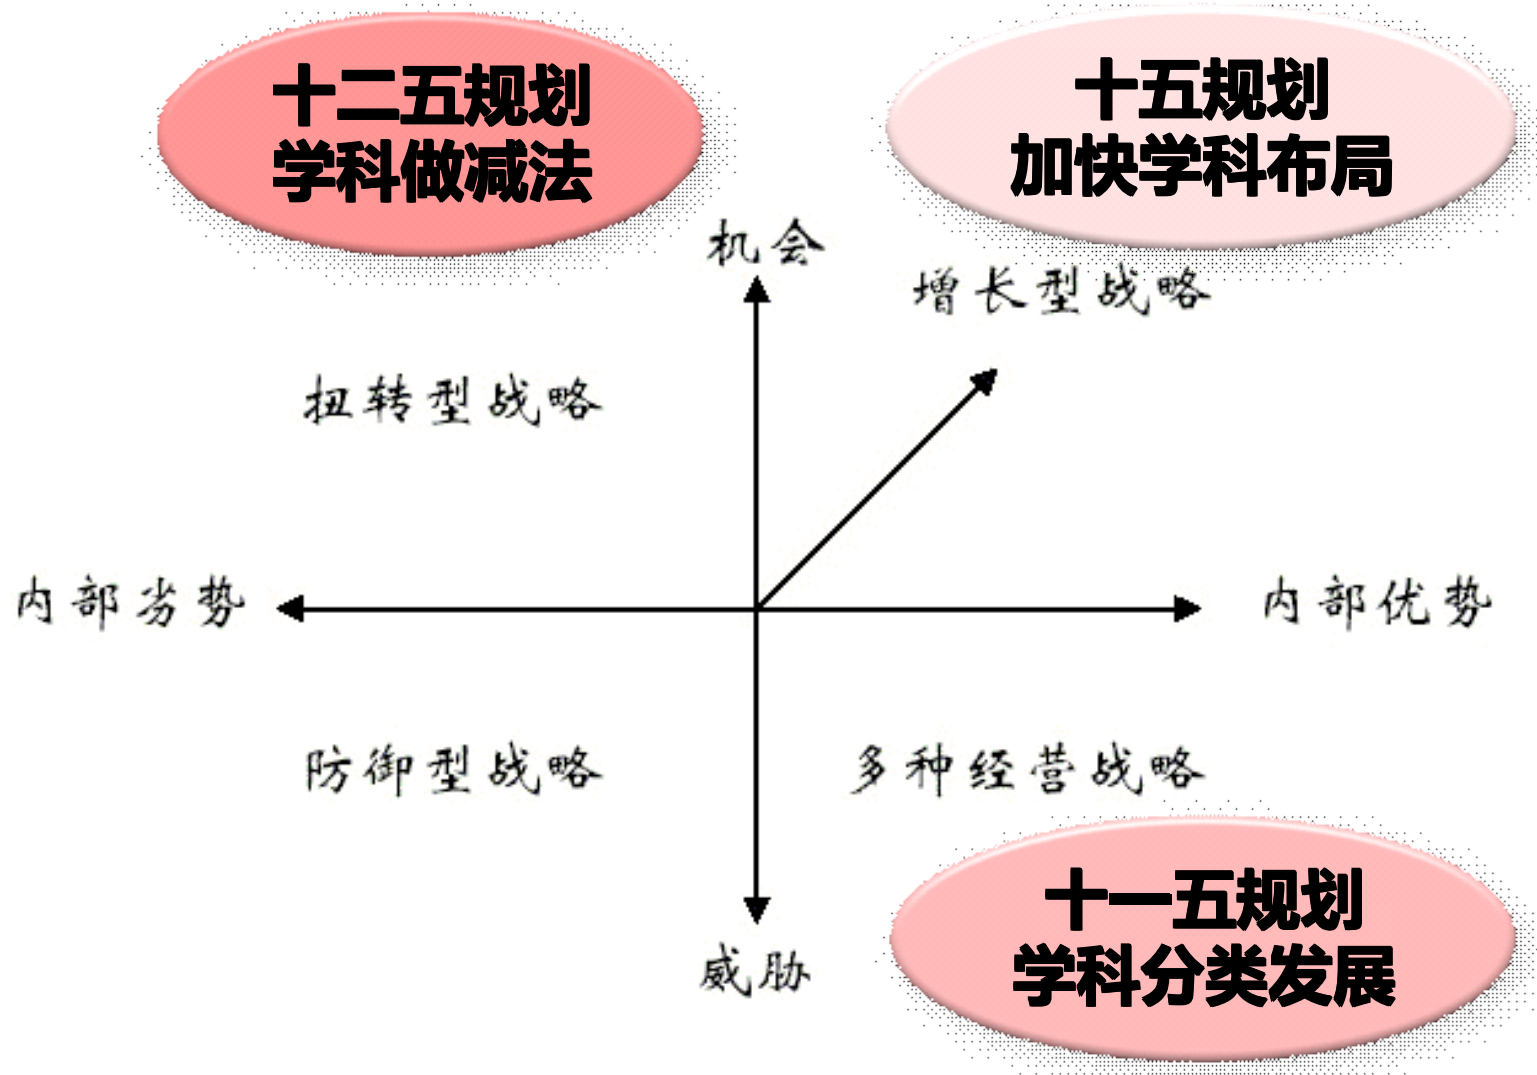 十二五规划
学科做减法
十五规划
加快学科布局
机会
增长型战略
扭转型战略
内部劣势
内部优势
防御型战略
多种经营战略
十一五规划
学科分类发展
威胁